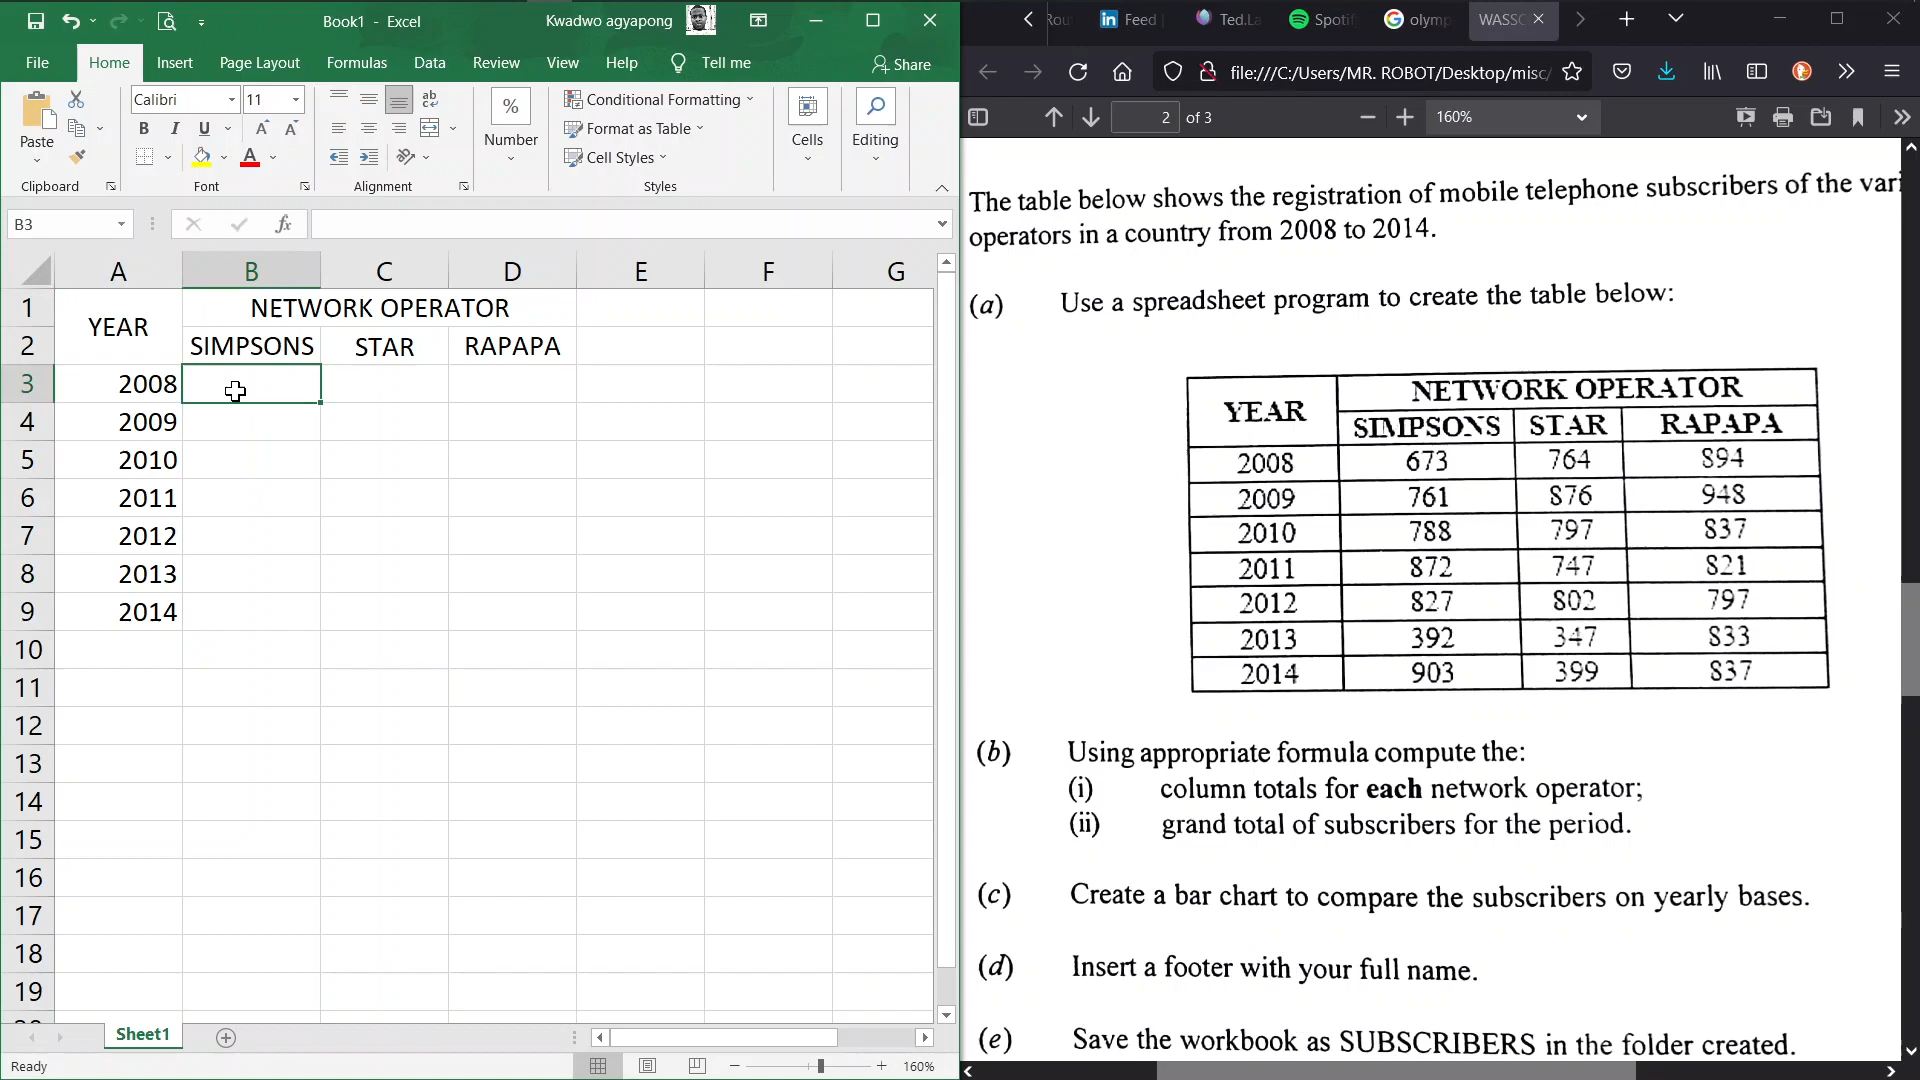 Book1 - Excel
Kwadwo agyapong
File Home Insert Page Layout Formulas Data Review View Help Tell me Share
Calibri 11
Paste
B I U A A
ab
A
%
Number
Conditional Formatting
Format as Table
Cell Styles
Cells
Editing
Clipboard Font Alignment Styles
B3 fx
A B C D E F G
1 YEAR NETWORK OPERATOR
2 SIMPSONS STAR RAPAPA
3 2008
4 2009
5 2010
6 2011
7 2012
8 2013
9 2014
10
11
12
13
14
15
16
17
18
19
Sheet1
Ready 160%
Feed Ted.La Spotif olymp WASSC
file:///C:/Users/MR. ROBOT/Desktop/misc/
2 of 3 160%
The table below shows the registration of mobile telephone subscribers of the vari
operators in a country from 2008 to 2014.
(a) Use a spreadsheet program to create the table below:
YEAR NETWORK OPERATOR
SIMPSONS STAR RAPAPA
2008 673 764 894
2009 761 876 948
2010 788 797 837
2011 872 747 821
2012 827 802 797
2013 392 347 833
2014 903 399 837
(b) Using appropriate formula compute the:
(i) column totals for each network operator;
(ii) grand total of subscribers for the period.
(c) Create a bar chart to compare the subscribers on yearly bases.
(d) Insert a footer with your full name.
(e) Save the workbook as SUBSCRIBERS in the folder created.